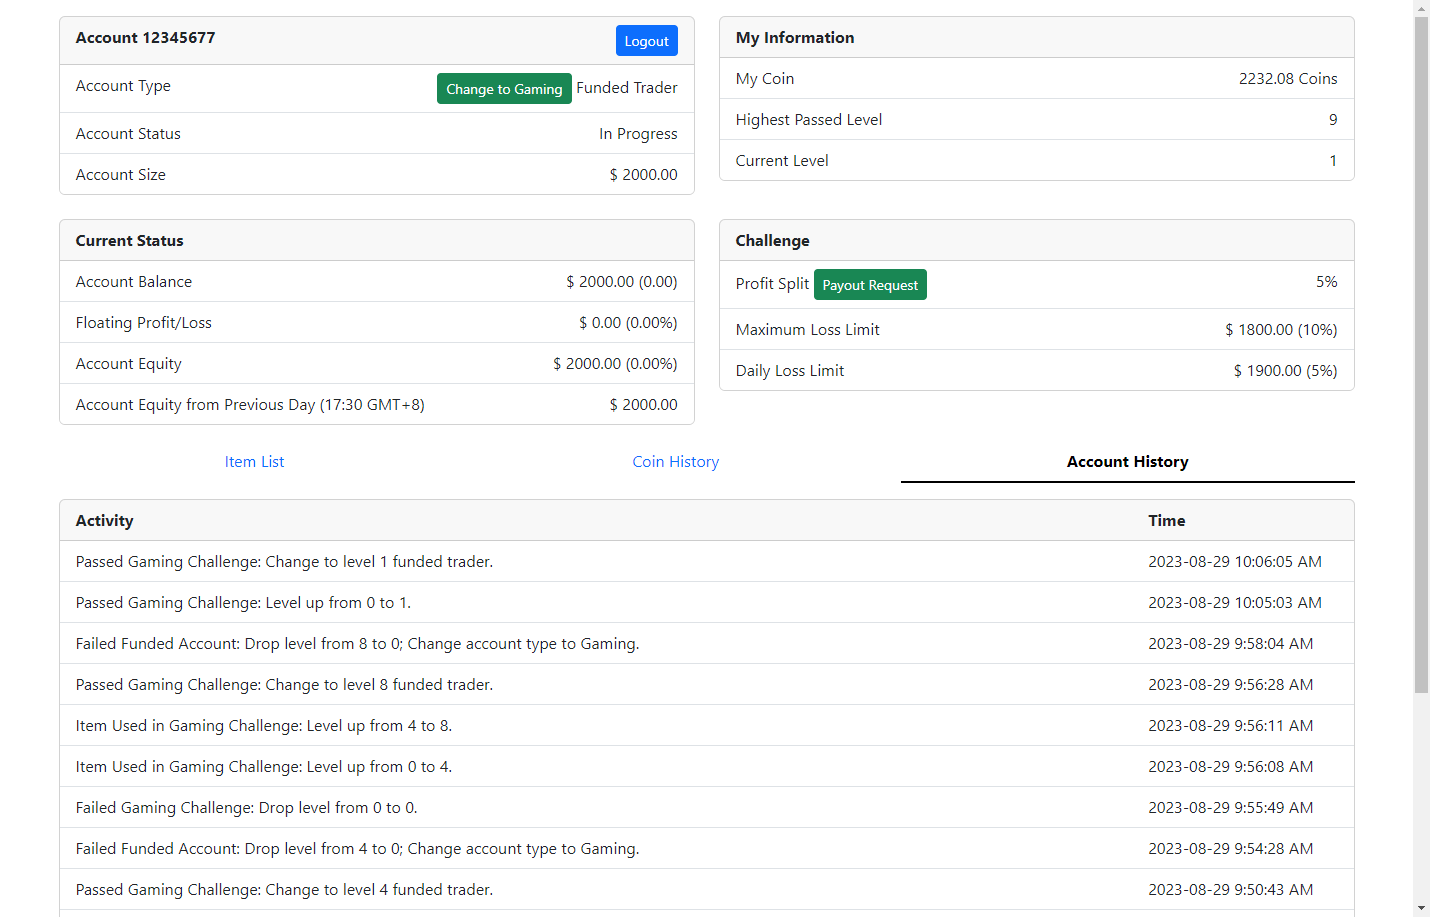 Account 12345677
Logout
Account Type
Change to Gaming
Funded Trader
Account Status
In Progress
Account Size
$ 2000.00
My Information
My Coin
2232.08 Coins
Highest Passed Level
9
Current Level
1
Current Status
Account Balance
$ 2000.00 (0.00)
Floating Profit/Loss
$ 0.00 (0.00%)
Account Equity
$ 2000.00 (0.00%)
Account Equity from Previous Day (17:30 GMT+8)
$ 2000.00
Challenge
Profit Split
Payout Request
5%
Maximum Loss Limit
$ 1800.00 (10%)
Daily Loss Limit
$ 1900.00 (5%)
Item List
Coin History
Account History
Activity
Time
Passed Gaming Challenge: Change to level 1 funded trader.
2023-08-29 10:06:05 AM
Passed Gaming Challenge: Level up from 0 to 1.
2023-08-29 10:05:03 AM
Failed Funded Account: Drop level from 8 to 0; Change account type to Gaming.
2023-08-29 9:58:04 AM
Passed Gaming Challenge: Change to level 8 funded trader.
2023-08-29 9:56:28 AM
Item Used in Gaming Challenge: Level up from 4 to 8.
2023-08-29 9:56:11 AM
Item Used in Gaming Challenge: Level up from 0 to 4.
2023-08-29 9:56:08 AM
Failed Gaming Challenge: Drop level from 0 to 0.
2023-08-29 9:55:49 AM
Failed Funded Account: Drop level from 4 to 0; Change account type to Gaming.
2023-08-29 9:54:28 AM
Passed Gaming Challenge: Change to level 4 funded trader.
2023-08-29 9:50:43 AM